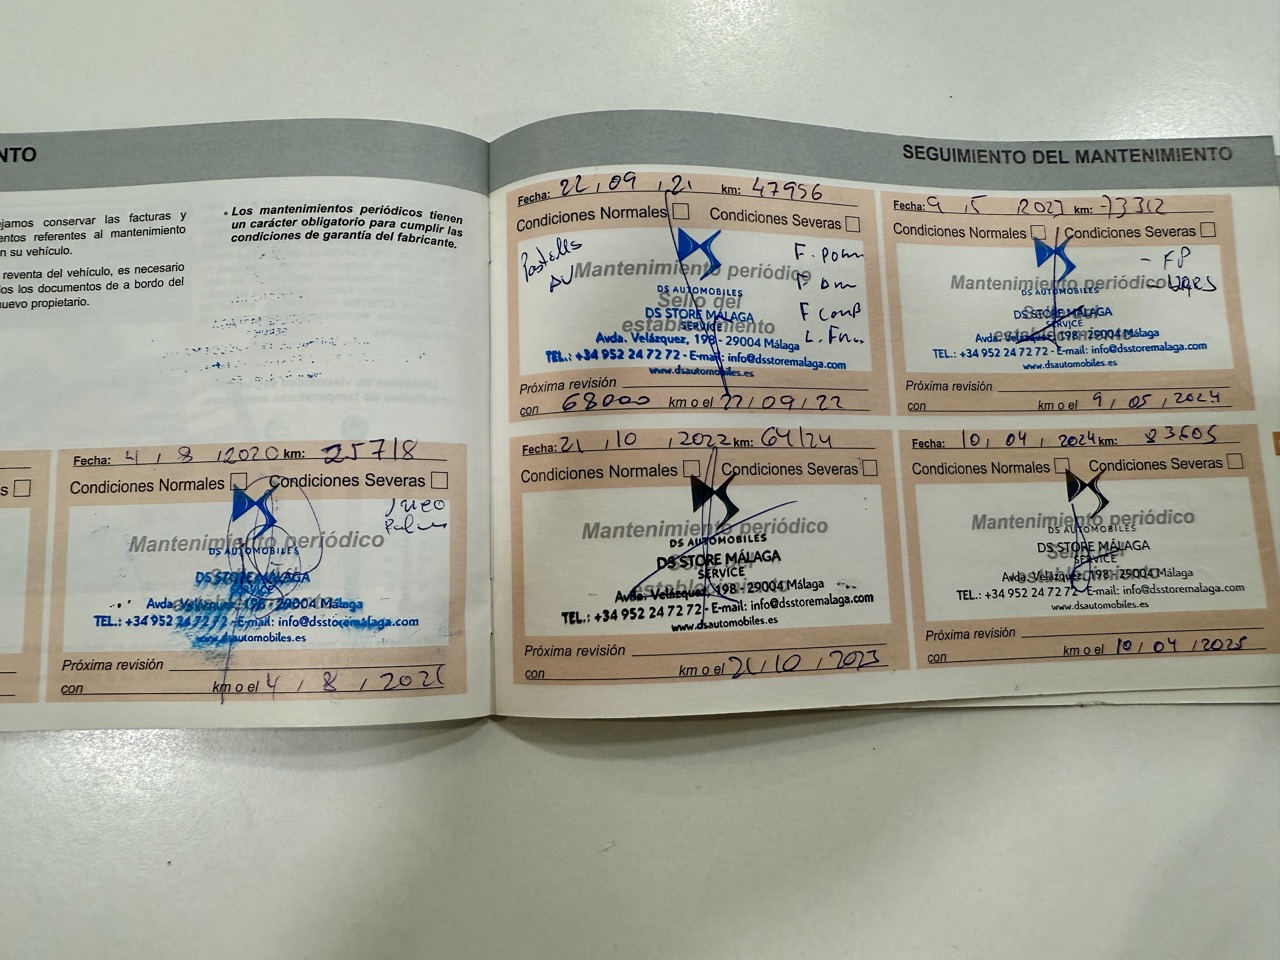 NTO
ejamos conservar las facturas y
entos referentes al mantenimiento
n su vehículo.
reventa del vehículo, es necesario
los los documentos de a bordo del
nuevo propietario.
• Los mantenimientos periódicos tienen
un carácter obligatorio para cumplir las
condiciones de garantía del fabricante.
s
Fecha: 4 / 8 / 2020 km: 25718
Condiciones Normales Condiciones Severas
Mantenimiento periódico
DS AUTOMOBILES
DS STORE MÁLAGA
SERVICE
Avda. Velázquez, 198 - 29004 Málaga
TEL.: +34 952 24 72 72 - E-mail: info@dsstoremalaga.com
www.dsautomobiles.es
Próxima revisión
con km o el 4 / 8 / 2021
SEGUIMIENTO DEL MANTENIMIENTO
Fecha: 22 / 09 / 21 km: 47956
Condiciones Normales Condiciones Severas
Pastillas
F. Pom
Mantenimiento periódico
DS AUTOMOBILES
Sello del
DS STORE MÁLAGA
F Comb
establecimiento
SERVICE
Avda. Velázquez, 198 - 29004 Málaga
TEL.: +34 952 24 72 72 - E-mail: info@dsstoremalaga.com
www.dsautomobiles.es
Próxima revisión
con 68000 km o el 22 / 09 / 22
Fecha: 9 / 5 / 2023 km: 73312
Condiciones Normales Condiciones Severas
- FP
Mantenimiento periódico
DS AUTOMOBILES
DS STORE MÁLAGA
SERVICE
Avda. Velázquez, 198 - 29004 Málaga
TEL.: +34 952 24 72 72 - E-mail: info@dsstoremalaga.com
www.dsautomobiles.es
Próxima revisión
con km o el 9 / 05 / 2024
Fecha: 21 / 10 / 2022 km: 64124
Condiciones Normales Condiciones Severas
Mantenimiento periódico
DS AUTOMOBILES
DS STORE MÁLAGA
SERVICE
establecimiento
Avda. Velázquez, 198 - 29004 Málaga
TEL.: +34 952 24 72 72 - E-mail: info@dsstoremalaga.com
www.dsautomobiles.es
Próxima revisión
con km o el 21 / 10 / 2023
Fecha: 10 / 04 / 2024 km: 83605
Condiciones Normales Condiciones Severas
Mantenimiento periódico
DS AUTOMOBILES
DS STORE MÁLAGA
SERVICE
Avda. Velázquez, 198 - 29004 Málaga
TEL.: +34 952 24 72 72 - E-mail: info@dsstoremalaga.com
www.dsautomobiles.es
Próxima revisión
con km o el 10 / 04 / 2025